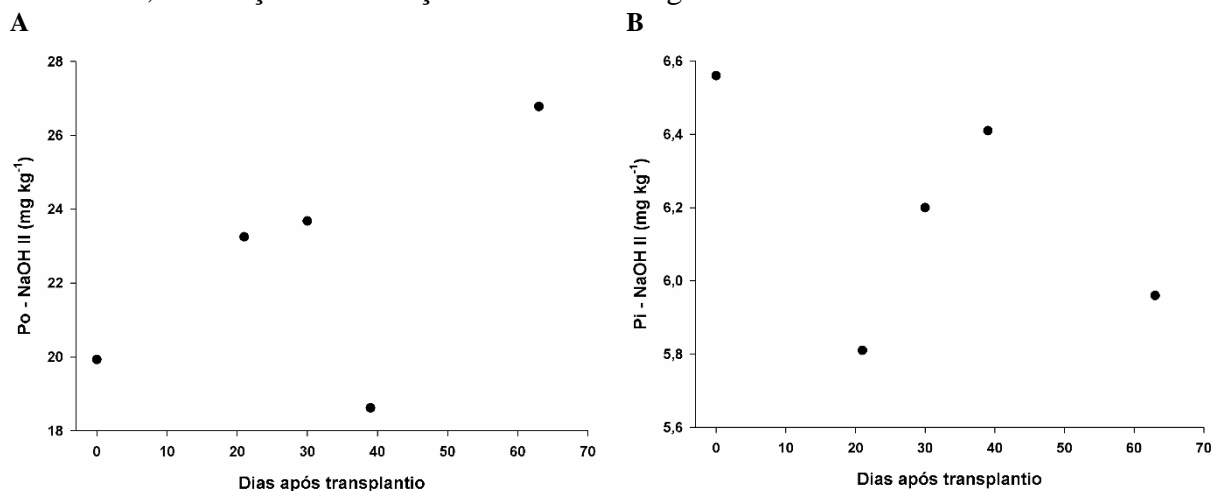 A
B
28
26
24
22
20
18
Po - NaOH II (mg kg⁻¹)
0 10 20 30 40 50 60 70
Dias após transplantio
6,6
6,4
6,2
6,0
5,8
5,6
Pi - NaOH II (mg kg⁻¹)
0 10 20 30 40 50 60 70
Dias após transplantio